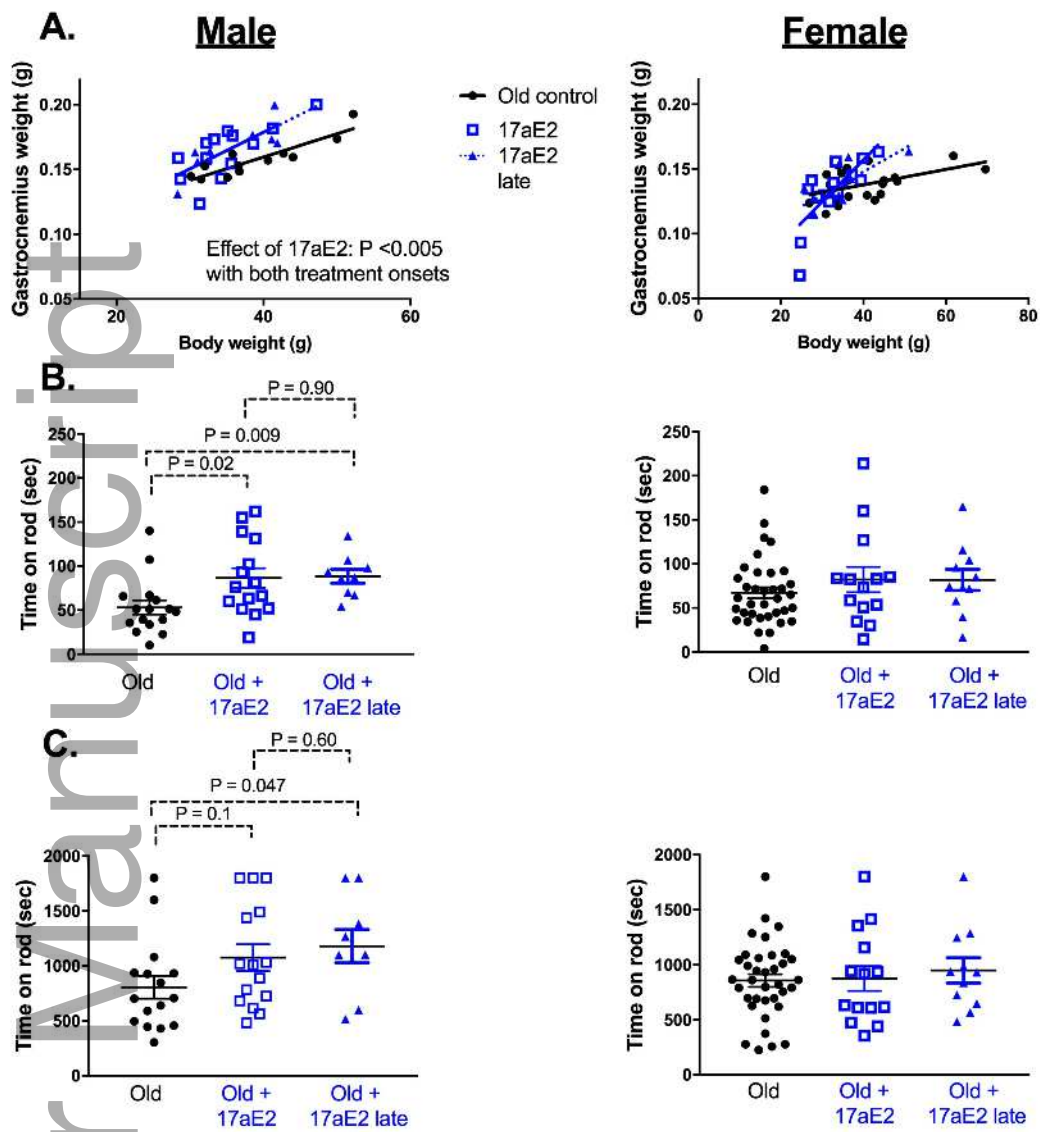 A.
Male
Female
Gastrocnemius weight (g)
0.20
0.15
0.10
0.05
20
40
60
Body weight (g)
Effect of 17aE2: P <0.005
with both treatment onsets
Old control
17aE2
17aE2
late
Gastrocnemius weight (g)
0.20
0.15
0.10
0.05
0
20
40
60
80
Body weight (g)
B.
P = 0.90
P = 0.009
P = 0.02
Time on rod (sec)
250
200
150
100
50
0
Old
Old +
17aE2
Old +
17aE2 late
Time on rod (sec)
250
200
150
100
50
0
Old
Old +
17aE2
Old +
17aE2 late
C.
P = 0.60
P = 0.047
P = 0.1
Time on rod (sec)
2000
1500
1000
500
0
Old
Old +
17aE2
Old +
17aE2 late
Time on rod (sec)
2000
1500
1000
500
0
Old
Old +
17aE2
Old +
17aE2 late
r Manuscript